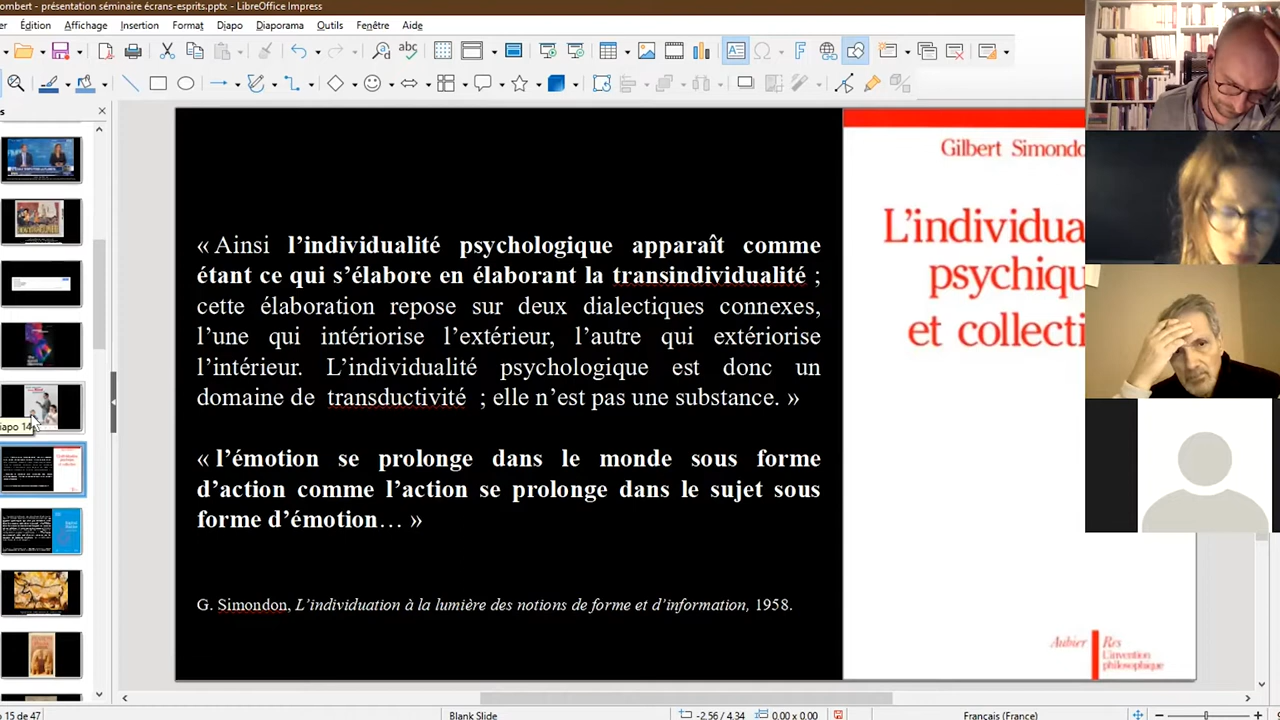 ombert - présentation séminaire écrans-esprits.pptx - LibreOffice Impress
Édition Affichage Insertion Format Diapo Diaporama Outils Fenêtre Aide
Gilbert Simondo
L'individua
psychiqu
et collecti
« Ainsi l'individualité psychologique apparaît comme
étant ce qui s'élabore en élaborant la transindividualité ;
cette élaboration repose sur deux dialectiques connexes,
l'une qui intériorise l'extérieur, l'autre qui extériorise
l'intérieur. L'individualité psychologique est donc un
domaine de transductivité ; elle n'est pas une substance. »
« l'émotion se prolonge dans le monde sous forme
d'action comme l'action se prolonge dans le sujet sous
forme d'émotion… »
G. Simondon, L'individuation à la lumière des notions de forme et d'information, 1958.
Aubier Res
L'invention
philosophique
iapo 14
o 15 de 47
Blank Slide
-2.56 / 4.34
0.00 x 0.00
Français (France)